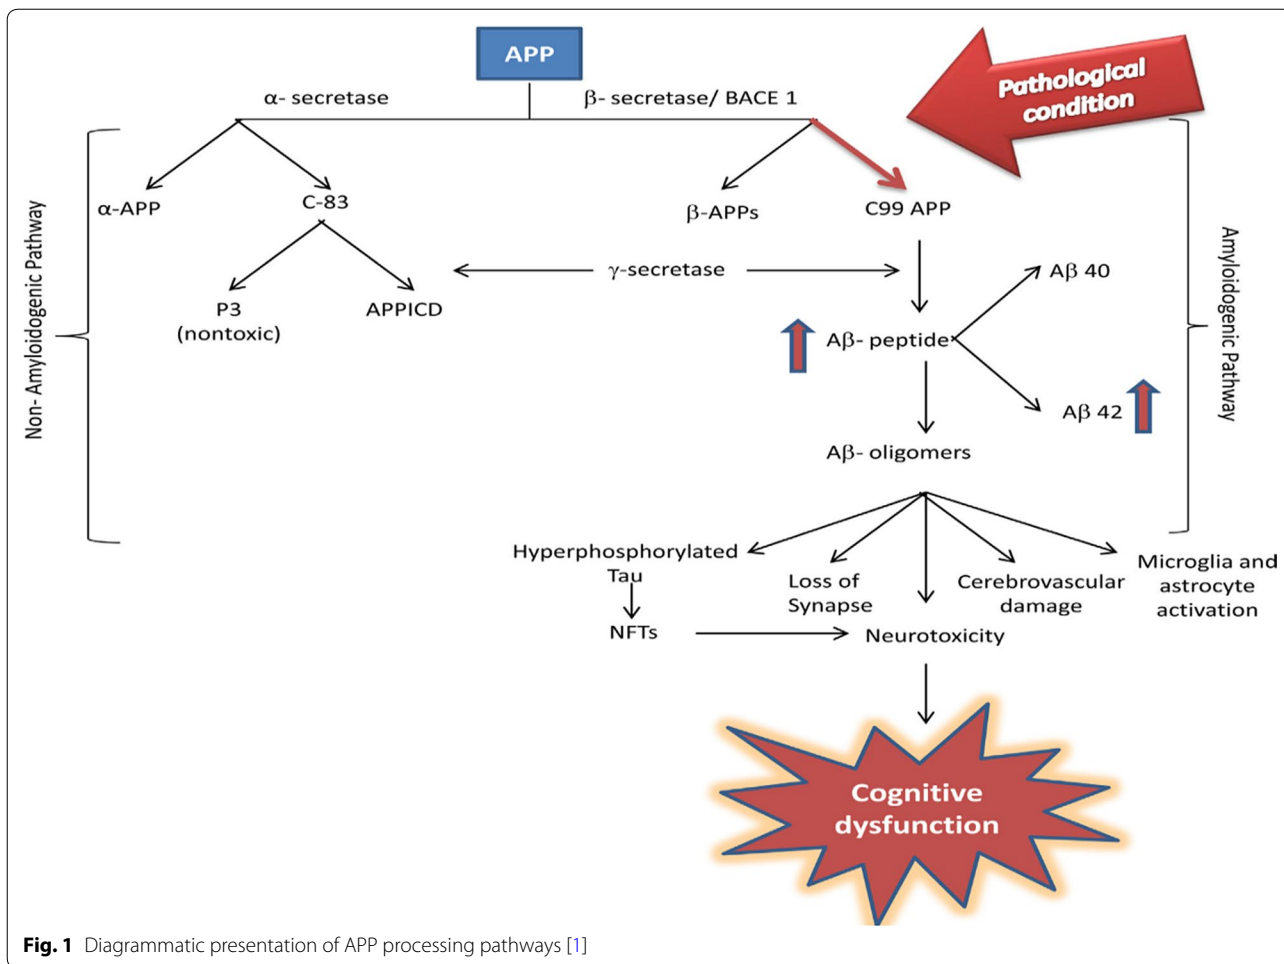 APP
Pathological
condition
α- secretase
β- secretase/ BACE 1
α-APP
C-83
β-APPs
C99 APP
γ-secretase
Aβ 40
P3
(nontoxic)
APPICD
Aβ- peptide
Aβ 42
Aβ- oligomers
Non- Amyloidogenic Pathway
Amyloidogenic Pathway
Hyperphosphorylated
Tau
Loss of
Synapse
Cerebrovascular
damage
Microglia and
astrocyte
activation
NFTs
Neurotoxicity
Cognitive
dysfunction
Fig. 1 Diagrammatic presentation of APP processing pathways [1]